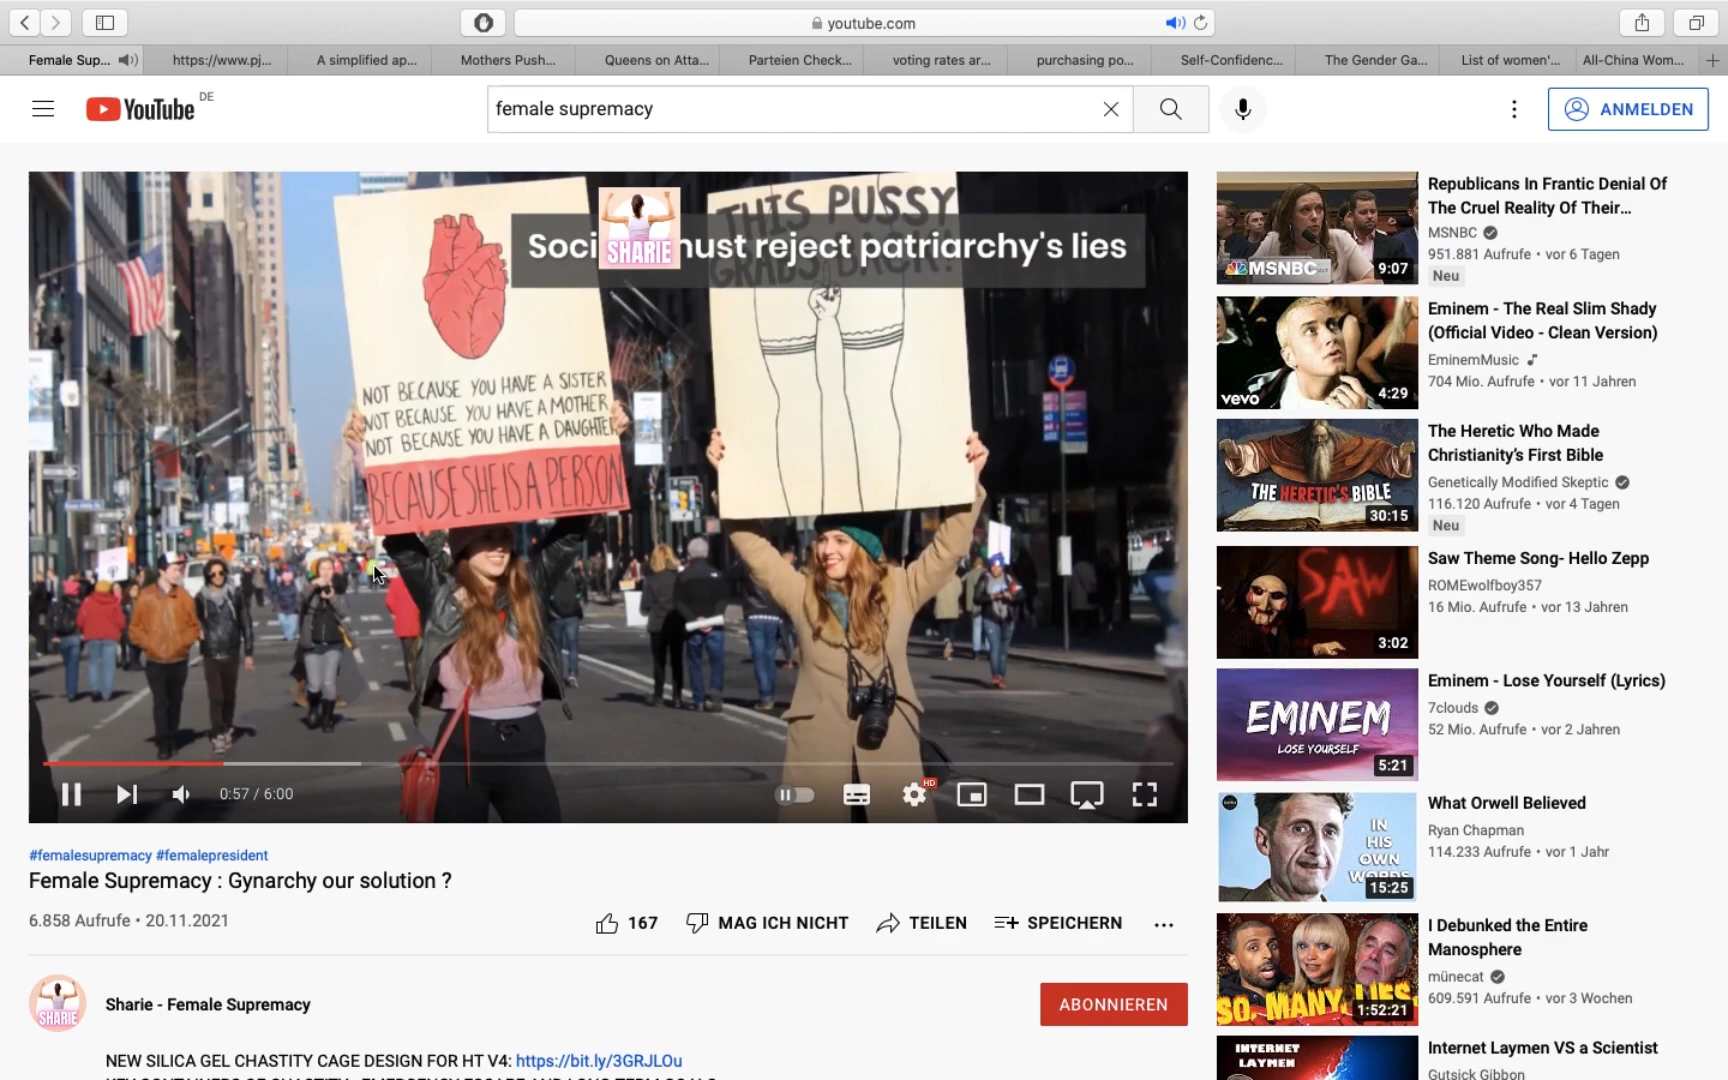 youtube.com
Female Sup...
https://www.pj...
A simplified ap...
Mothers Push...
Queens on Atta...
Parteien Check...
voting rates ar...
purchasing po...
Self-Confidenc...
The Gender Ga...
List of women'...
All-China Wom...
YouTube DE
female supremacy
ANMELDEN
THIS PUSSY
GRABS BACK!
Soci
must reject patriarchy's lies
SHARIE
NOT BECAUSE YOU HAVE A SISTER
NOT BECAUSE YOU HAVE A MOTHER
NOT BECAUSE YOU HAVE A DAUGHTER
BECAUSE SHE IS A PERSON
0:57 / 6:00
HD
#femalesupremacy #femalepresident
Female Supremacy : Gynarchy our solution ?
6.858 Aufrufe • 20.11.2021
167
MAG ICH NICHT
TEILEN
SPEICHERN
SHARIE
Sharie - Female Supremacy
ABONNIEREN
NEW SILICA GEL CHASTITY CAGE DESIGN FOR HT V4: https://bit.ly/3GRJLOu
MSNBC
9:07
Republicans In Frantic Denial Of
The Cruel Reality Of Their...
MSNBC
951.881 Aufrufe • vor 6 Tagen
Neu
vevo
4:29
Eminem - The Real Slim Shady
(Official Video - Clean Version)
EminemMusic
704 Mio. Aufrufe • vor 11 Jahren
THE HERETIC'S BIBLE
30:15
The Heretic Who Made
Christianity's First Bible
Genetically Modified Skeptic
116.120 Aufrufe • vor 4 Tagen
Neu
SAW
3:02
Saw Theme Song- Hello Zepp
ROMEwolfboy357
16 Mio. Aufrufe • vor 13 Jahren
EMINEM
LOSE YOURSELF
5:21
Eminem - Lose Yourself (Lyrics)
7clouds
52 Mio. Aufrufe • vor 2 Jahren
IN
HIS
OWN
WORDS
15:25
What Orwell Believed
Ryan Chapman
114.233 Aufrufe • vor 1 Jahr
SO. MANY. LIES.
1:52:21
I Debunked the Entire
Manosphere
münecat
609.591 Aufrufe • vor 3 Wochen
INTERNET
LAYMEN
Internet Laymen VS a Scientist
Gutsick Gibbon